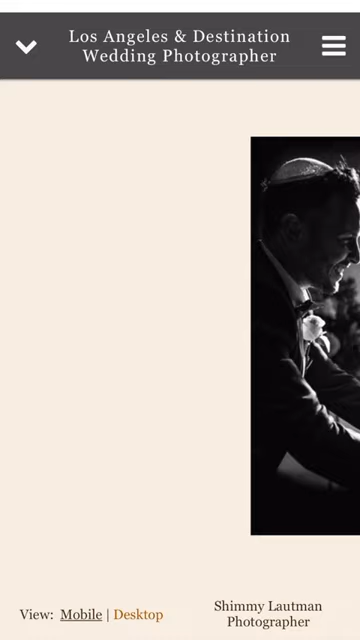 Los Angeles & Destination
Wedding Photographer
View: Mobile | Desktop
Shimmy Lautman
Photographer